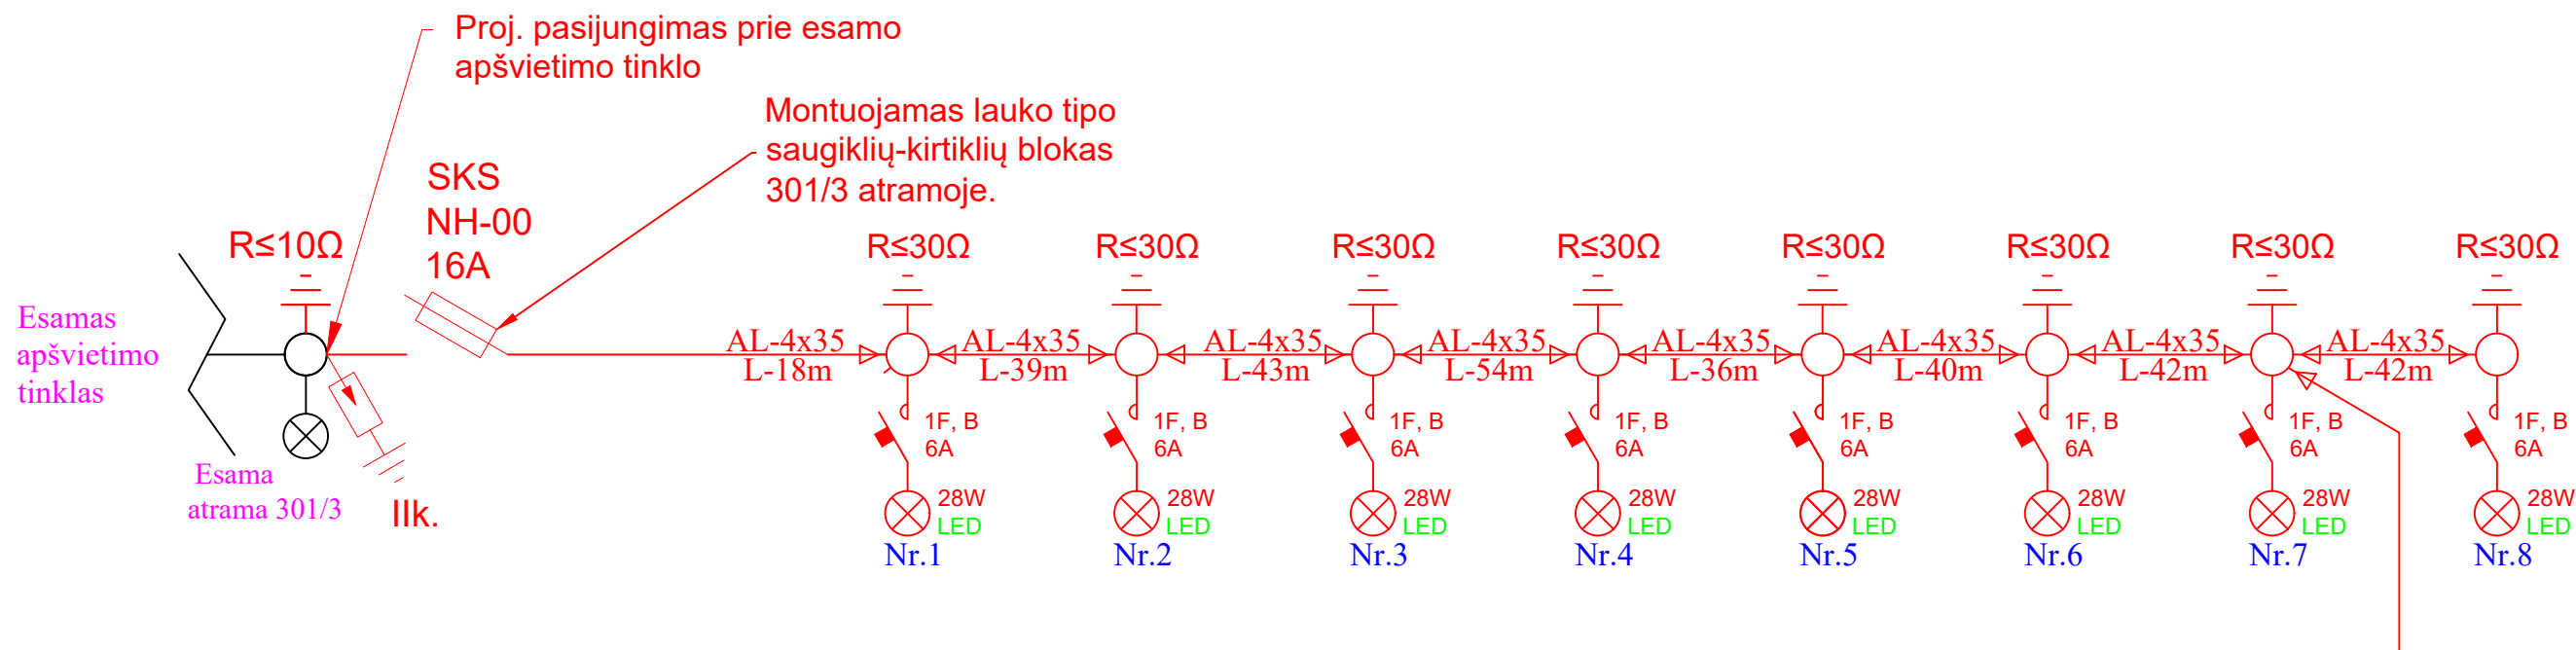 Proj. pasijungimas prie esamo
apšvietimo tinklo
Montuojamas lauko tipo
saugiklių-kirtiklių blokas
301/3 atramoje.
SKS
NH-00
16A
R≤10Ω
R≤30Ω R≤30Ω R≤30Ω R≤30Ω R≤30Ω R≤30Ω R≤30Ω R≤30Ω
Esamas
apšvietimo
tinklas
AL-4x35 AL-4x35 AL-4x35 AL-4x35 AL-4x35 AL-4x35 AL-4x35 AL-4x35
L-18m L-39m L-43m L-54m L-36m L-40m L-42m L-42m
1F, B 1F, B 1F, B 1F, B 1F, B 1F, B 1F, B 1F, B
6A 6A 6A 6A 6A 6A 6A 6A
Esama
atrama 301/3
IIk.
28W 28W 28W 28W 28W 28W 28W 28W
LED LED LED LED LED LED LED LED
Nr.1 Nr.2 Nr.3 Nr.4 Nr.5 Nr.6 Nr.7 Nr.8